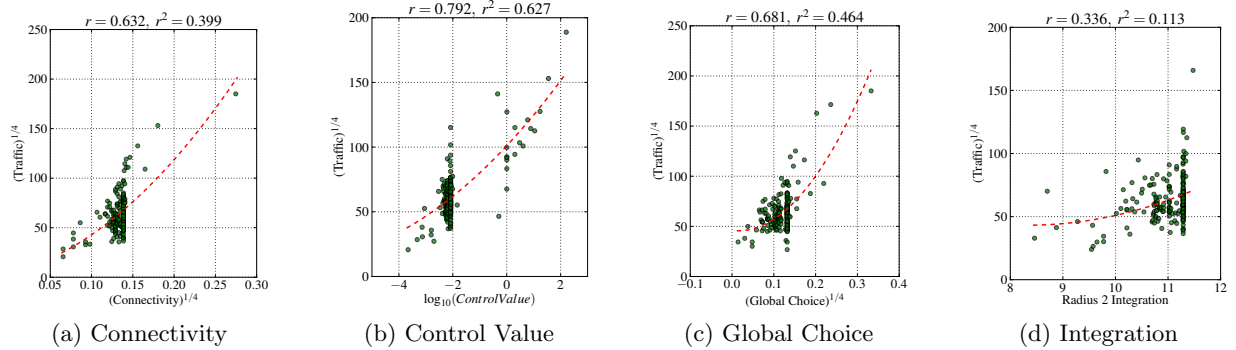 r = 0.632, r² = 0.399
250
200
150
100
50
0
(Traffic)^1/4
0.05 0.10 0.15 0.20 0.25 0.30
(Connectivity)^1/4
(a) Connectivity
r = 0.792, r² = 0.627
200
150
100
50
0
(Traffic)^1/4
−4 −2 0 2
log₁₀(ControlValue)
(b) Control Value
r = 0.681, r² = 0.464
250
200
150
100
50
0
(Traffic)^1/4
−0.1 0.0 0.1 0.2 0.3 0.4
(Global Choice)^1/4
(c) Global Choice
r = 0.336, r² = 0.113
200
150
100
50
0
(Traffic)^1/4
8 9 10 11 12
Radius 2 Integration
(d) Integration